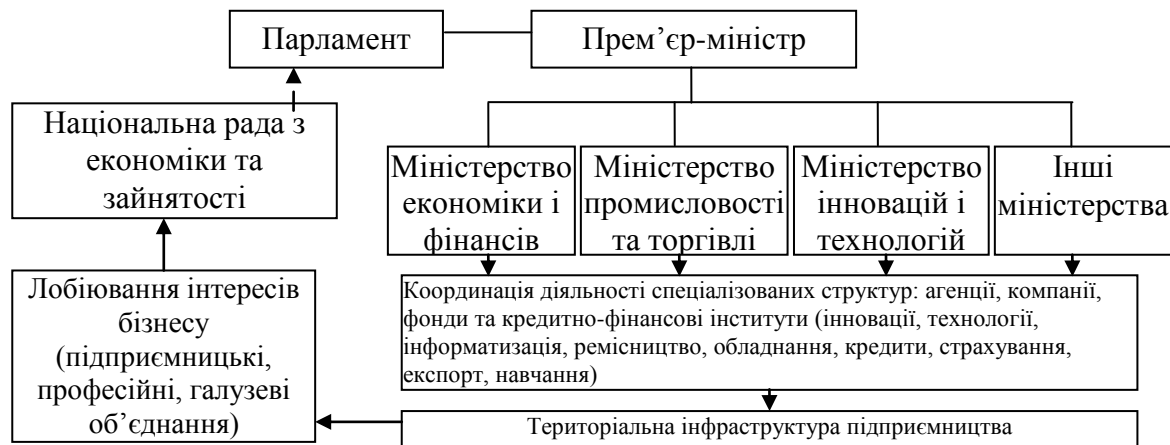 Парламент
Прем’єр-міністр
Національна рада з
економіки та
зайнятості
Міністерство
економіки і
фінансів
Міністерство
промисловості
та торгівлі
Міністерство
інновацій і
технологій
Інші
міністерства
Лобіювання інтересів
бізнесу
(підприємницькі,
професійні, галузеві
об’єднання)
Координація діяльності спеціалізованих структур: агенції, компанії,
фонди та кредитно-фінансові інститути (інновації, технології,
інформатизація, ремісництво, обладнання, кредити, страхування,
експорт, навчання)
Територіальна інфраструктура підприємництва